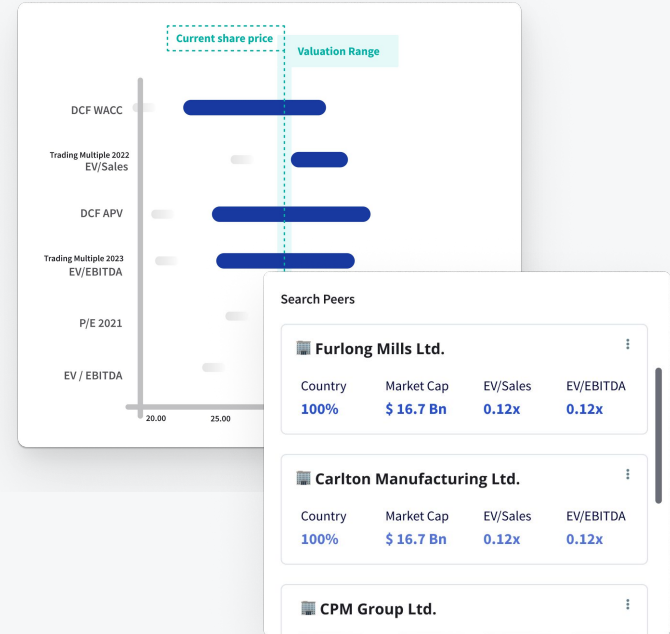 Current share price
Valuation Range
DCF WACC
Trading Multiple 2022
EV/Sales
DCF APV
Trading Multiple 2023
EV/EBITDA
P/E 2021
EV / EBITDA
20.00 25.00
Search Peers
Furlong Mills Ltd.
Country Market Cap EV/Sales EV/EBITDA
100% $ 16.7 Bn 0.12x 0.12x
Carlton Manufacturing Ltd.
Country Market Cap EV/Sales EV/EBITDA
100% $ 16.7 Bn 0.12x 0.12x
CPM Group Ltd.